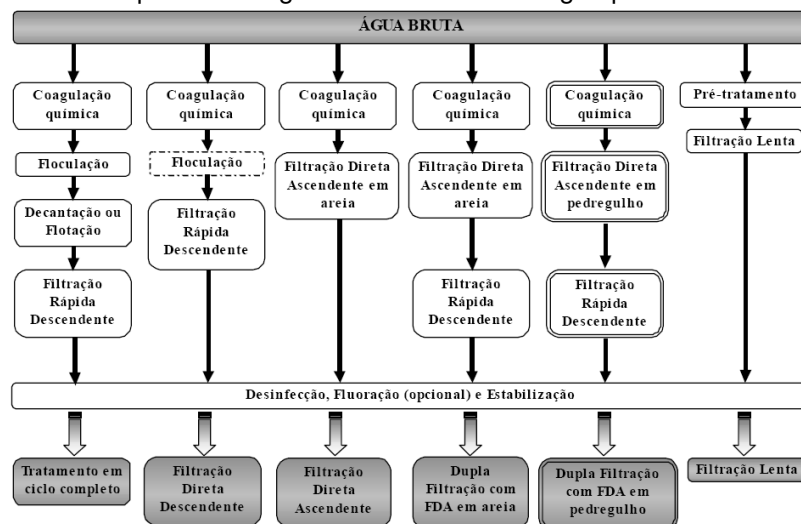 ÁGUA BRUTA
Coagulação
química
Floculação
Decantação ou
Flotação
Filtração
Rápida
Descendente
Coagulação
química
Floculação
Filtração
Rápida
Descendente
Coagulação
química
Filtração Direta
Ascendente em
areia
Coagulação
química
Filtração Direta
Ascendente em
areia
Filtração
Rápida
Descendente
Coagulação
química
Filtração Direta
Ascendente em
pedregulho
Filtração
Rápida
Descendente
Pré-tratamento
Filtração Lenta
Desinfecção, Fluoração (opcional) e Estabilização
Tratamento em
ciclo completo
Filtração
Direta
Descendente
Filtração
Direta
Ascendente
Dupla
Filtração com
FDA em areia
Dupla Filtração
com FDA em
pedregulho
Filtração Lenta